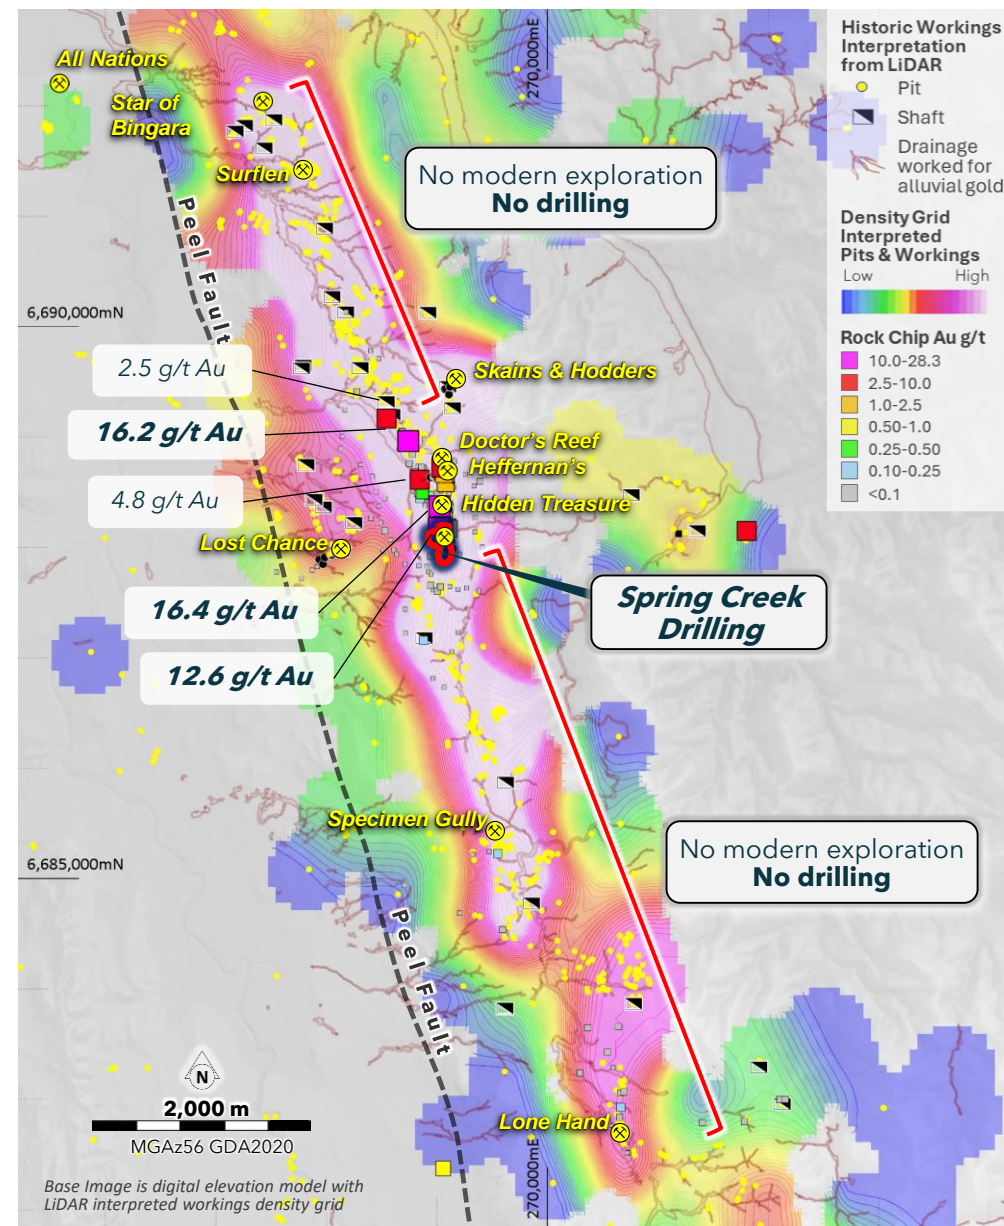 All Nations
Star of
Bingara
Surflen
Peel Fault
270,000mE
No modern exploration
No drilling
Historic Workings
Interpretation
from LiDAR
Pit
Shaft
Drainage
worked for
alluvial gold
Density Grid
Interpreted
Pits & Workings
Low High
Rock Chip Au g/t
10.0-28.3
2.5-10.0
1.0-2.5
0.50-1.0
0.25-0.50
0.10-0.25
<0.1
6,690,000mN
2.5 g/t Au
16.2 g/t Au
4.8 g/t Au
Skains & Hodders
Doctor's Reef
Heffernan's
Hidden Treasure
Lost Chance
16.4 g/t Au
12.6 g/t Au
Spring Creek
Drilling
Specimen Gully
6,685,000mN
No modern exploration
No drilling
Peel Fault
Lone Hand
270,000mE
N
2,000 m
MGAz56 GDA2020
Base Image is digital elevation model with
LiDAR interpreted workings density grid